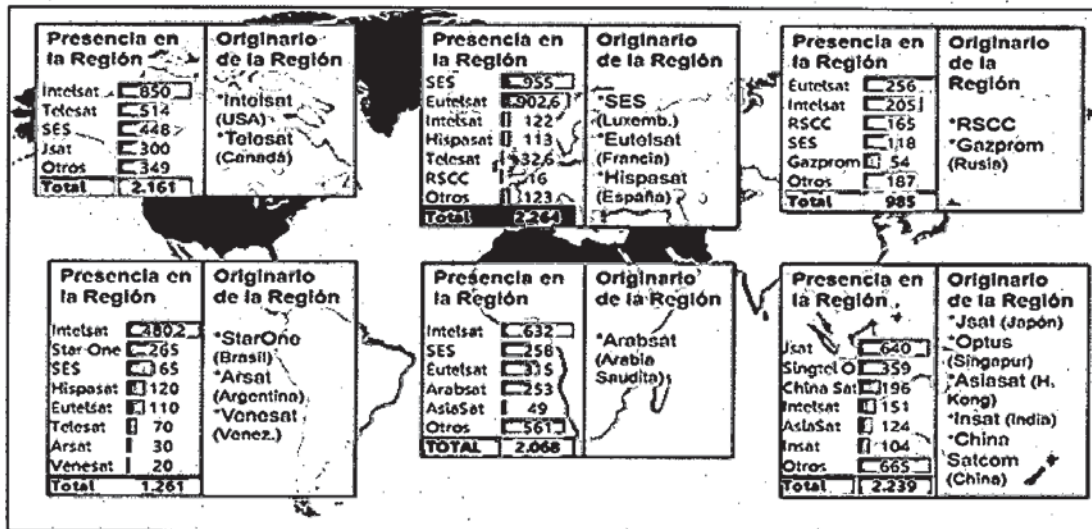 Presencia en
la Región
Intelsat 850
Telesat 514
SES 448
Jsat 300
Otros 349
Total 2.161
Originario
de la Región
*Intelsat
(USA)
*Telesat
(Canadá)
Presencia en
la Región
SES 955
Eutelsat 902,6
Intelsat 122
Hispasat 113
Telesat 32,6
RSCC 16
Otros 123
Total 2.264
Originario
de la Región
*SES
(Luxemb.)
*Eutelsat
(Francia)
*Hispasat
(España)
Presencia en
la Región
Eutelsat 256
Intelsat 205
RSCC 165
SES 118
Gazprom 54
Otros 187
Total 985
Originario
de la
Región
*RSCC
*Gazprom
(Rusia)
Presencia en
la Región
Intelsat 480,2
Star One 265
SES 165
Hispasat 120
Eutelsat 110
Telesat 70
Arsat 30
Venesat 20
Total 1.261
Originario
de la Región
*StarOne
(Brasil)
*Arsat
(Argentina)
*Venesat
(Venez.)
Presencia en
la Región
Intelsat 632
SES 258
Eutelsat 315
Arabsat 253
AsiaSat 49
Otros 561
TOTAL 2.068
Originario
de la Región
*Arabsat
(Arabia
Saudita)
Presencia en
la Región
Jsat 640
Singtel O 359
China Sat 196
Intelsat 151
AsiaSat 124
Insat 104
Otros 665
Total 2.239
Originario
de la Región
*Jsat (Japón)
*Optus
(Singapur)
*Asiasat (H.
Kong)
*Insat (India)
*China
Satcom
(China)